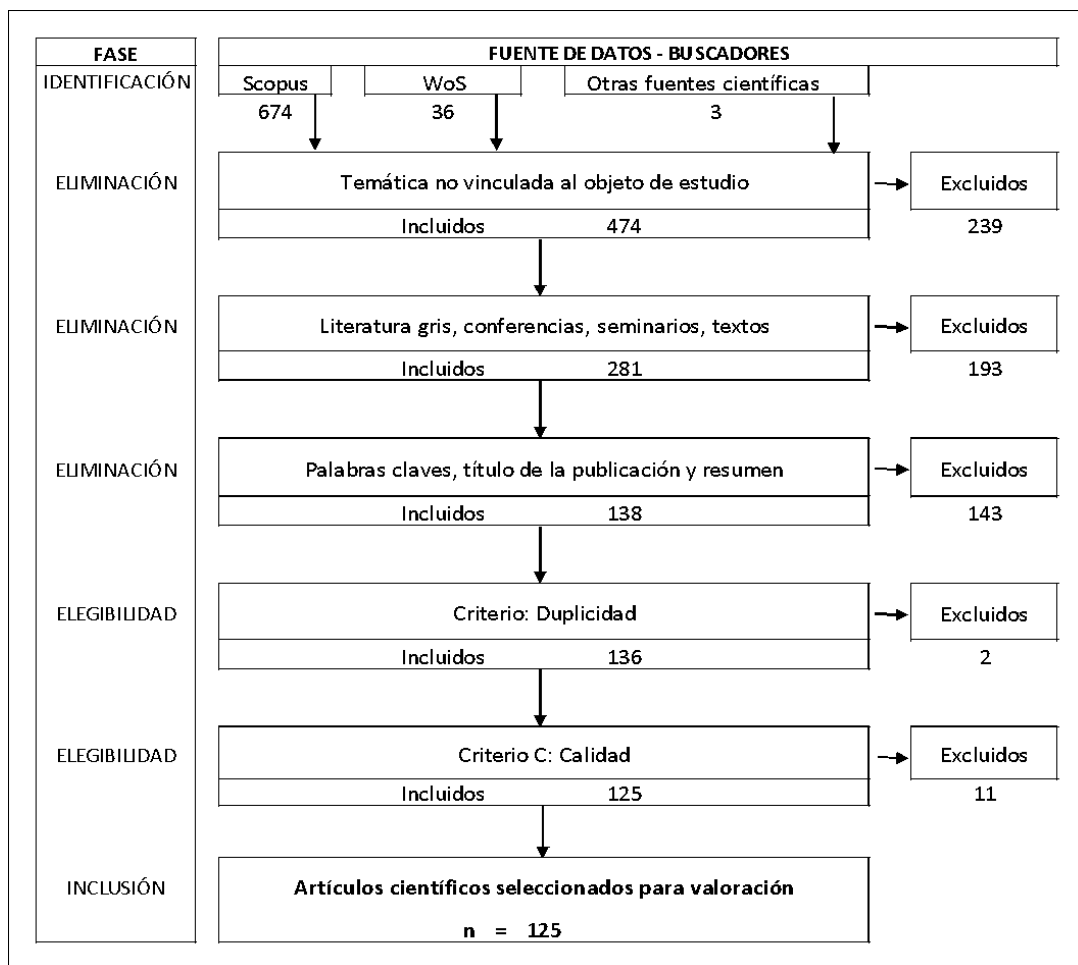 FASE FUENTE DE DATOS - BUSCADORES
IDENTIFICACIÓN Scopus WoS Otras fuentes científicas
674 36 3
ELIMINACIÓN Temática no vinculada al objeto de estudio Excluidos
Incluidos 474 239
ELIMINACIÓN Literatura gris, conferencias, seminarios, textos Excluidos
Incluidos 281 193
ELIMINACIÓN Palabras claves, título de la publicación y resumen Excluidos
Incluidos 138 143
ELEGIBILIDAD Criterio: Duplicidad Excluidos
Incluidos 136 2
ELEGIBILIDAD Criterio C: Calidad Excluidos
Incluidos 125 11
INCLUSIÓN Artículos científicos seleccionados para valoración
n = 125